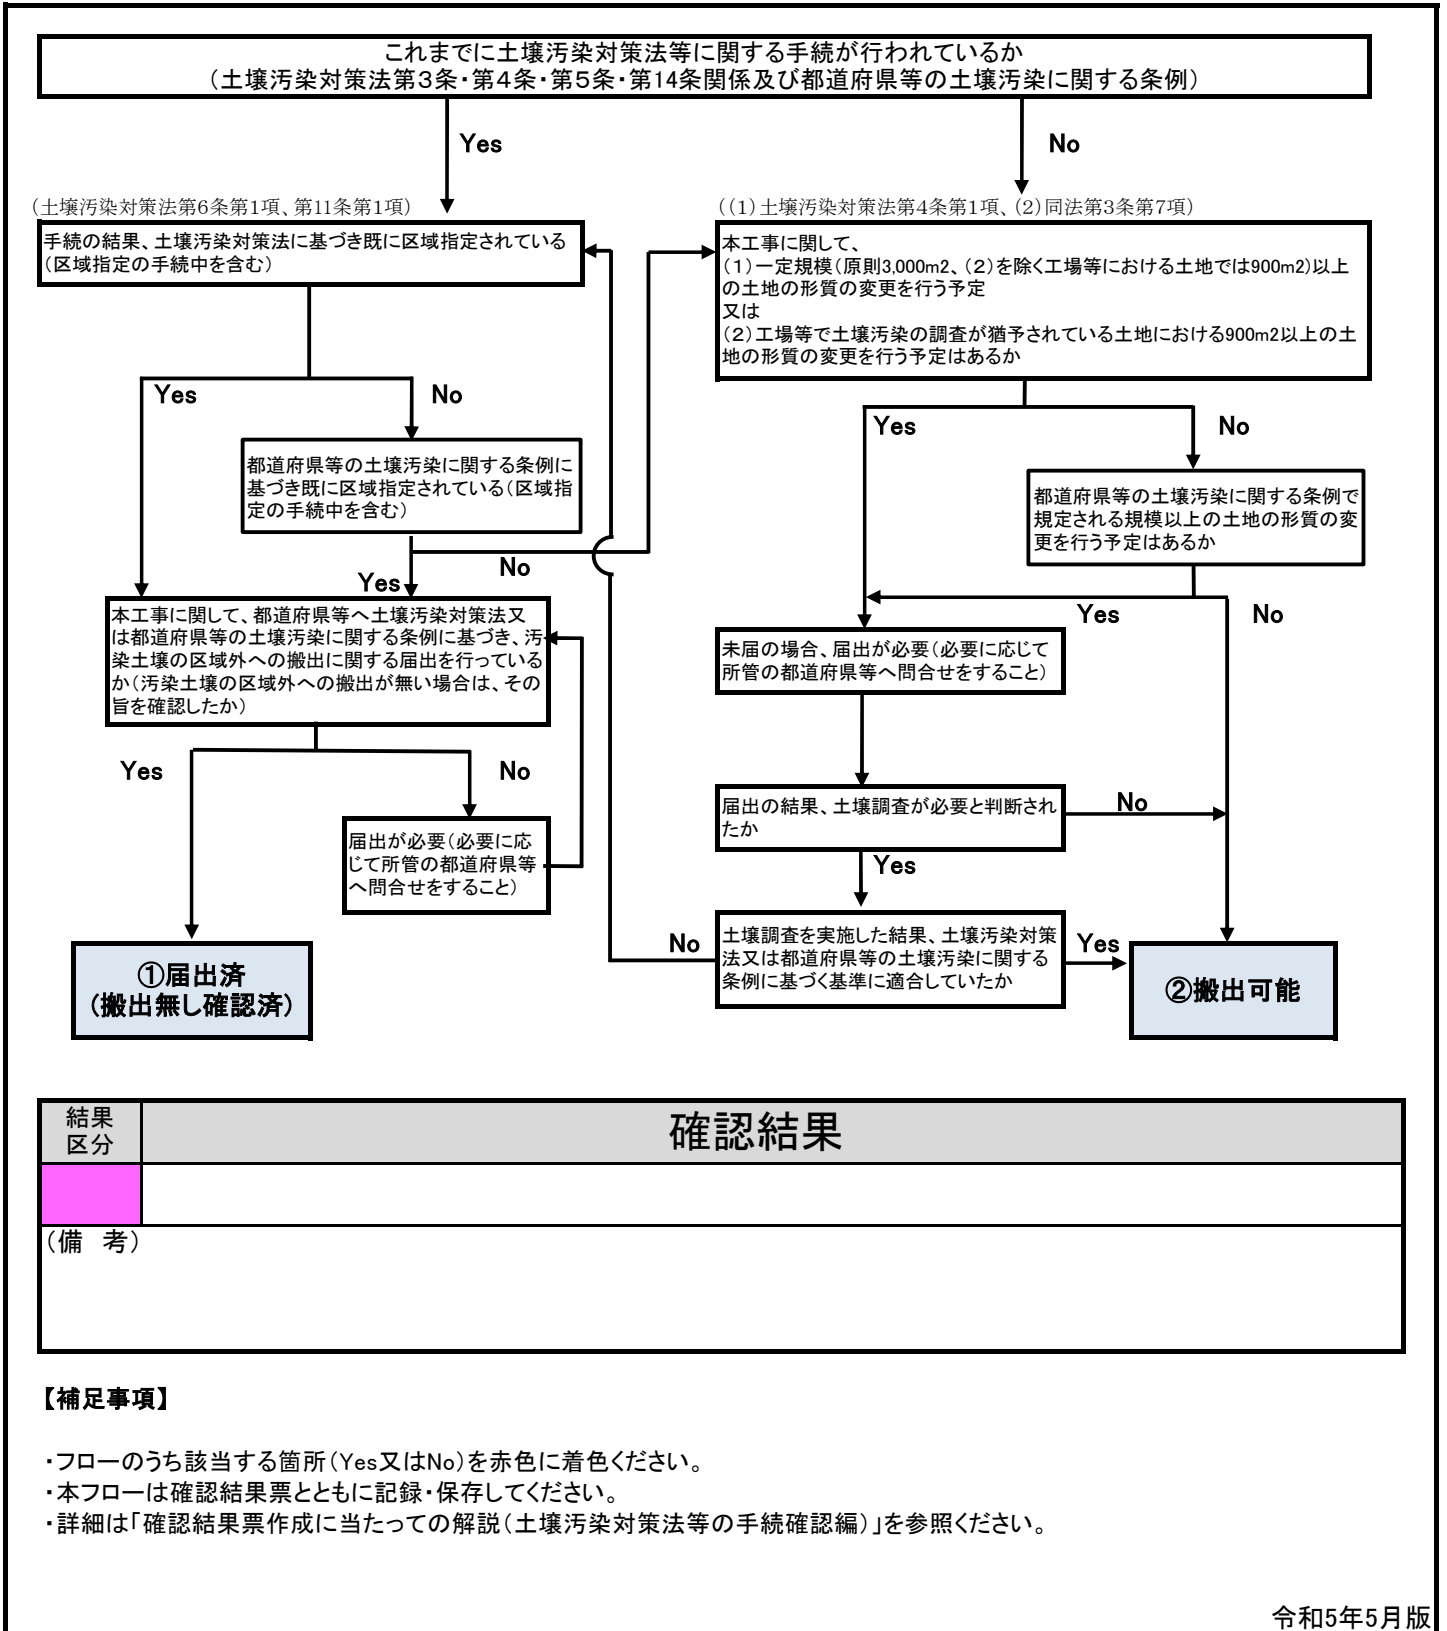 これまでに土壌汚染対策法等に関する手続が行われているか
（土壌汚染対策法第３条・第４条・第５条・第14条関係及び都道府県等の土壌汚染に関する条例）
Yes
No
（土壌汚染対策法第6条第1項、第11条第1項）
（(1)土壌汚染対策法第4条第1項、(2)同法第3条第7項）
手続の結果、土壌汚染対策法に基づき既に区域指定されている
（区域指定の手続中を含む）
本工事に関して、
（１）一定規模（原則3,000m2、（２）を除く工場等における土地では900m2）以上
の土地の形質の変更を行う予定
又は
（２）工場等で土壌汚染の調査が猶予されている土地における900m2以上の土
地の形質の変更を行う予定はあるか
Yes
No
Yes
No
都道府県等の土壌汚染に関する条例に
基づき既に区域指定されている（区域指
定の手続中を含む）
都道府県等の土壌汚染に関する条例で
規定される規模以上の土地の形質の変
更を行う予定はあるか
Yes
No
Yes
No
本工事に関して、都道府県等へ土壌汚染対策法又
は都道府県等の土壌汚染に関する条例に基づき、汚
染土壌の区域外への搬出に関する届出を行っている
か（汚染土壌の区域外への搬出が無い場合は、その
旨を確認したか）
未届の場合、届出が必要（必要に応じて
所管の都道府県等へ問合せをすること）
Yes
No
届出の結果、土壌調査が必要と判断され
たか
No
Yes
届出が必要（必要に応
じて所管の都道府県等
へ問合せをすること）
土壌調査を実施した結果、土壌汚染対策
法又は都道府県等の土壌汚染に関する
条例に基づく基準に適合していたか
No
Yes
①届出済
（搬出無し確認済）
②搬出可能
結果
区分
確認結果
（備　考）
【補足事項】
・フローのうち該当する箇所（Yes又はNo）を赤色に着色ください。
・本フローは確認結果票とともに記録・保存してください。
・詳細は「確認結果票作成に当たっての解説（土壌汚染対策法等の手続確認編）」を参照ください。
令和5年5月版